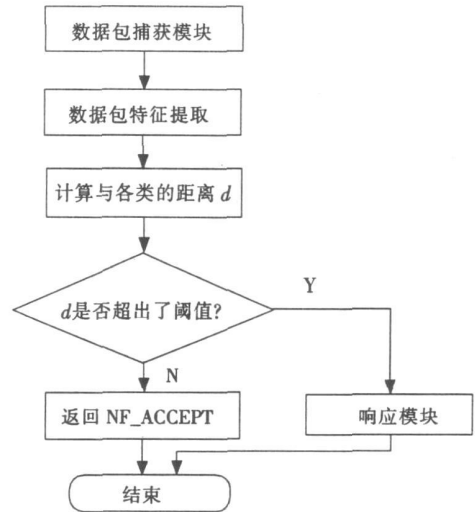 数据包捕获模块
数据包特征提取
计算与各类的距离 d
d是否超出了阈值?
Y
N
返回 NF_ACCEPT
响应模块
结束